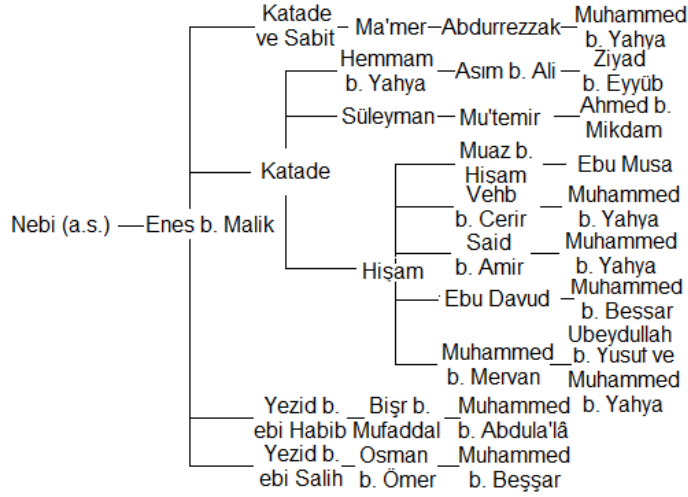 Katade
ve Sabit
Ma'mer
Abdurrezzak
Muhammed
b. Yahya
Hemmam
b. Yahya
Asım b. Ali
Ziyad
b. Eyyüb
Süleyman
Mu'temir
Ahmed b.
Mikdam
Katade
Muaz b.
Hişam
Ebu Musa
Vehb
b. Cerir
Muhammed
b. Yahya
Nebi (a.s.)
Enes b. Malik
Said
b. Amir
Muhammed
b. Yahya
Hişam
Ebu Davud
Muhammed
b. Bessar
Muhammed
b. Mervan
Ubeydullah
b. Yusuf ve
Muhammed
b. Yahya
Yezid b.
ebi Habib
Bişr b.
Mufaddal
Muhammed
b. Abdula'lâ
Yezid b.
ebi Salih
Osman
b. Ömer
Muhammed
b. Beşşar